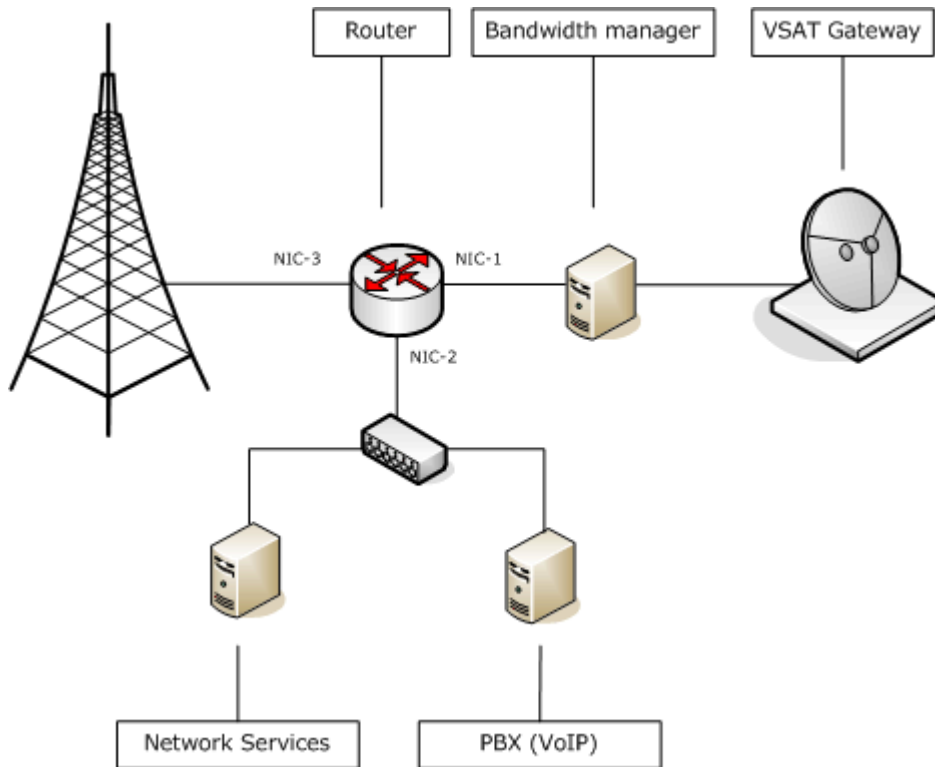 Router
Bandwidth manager
VSAT Gateway
NIC-3
NIC-1
NIC-2
Network Services
PBX (VoIP)